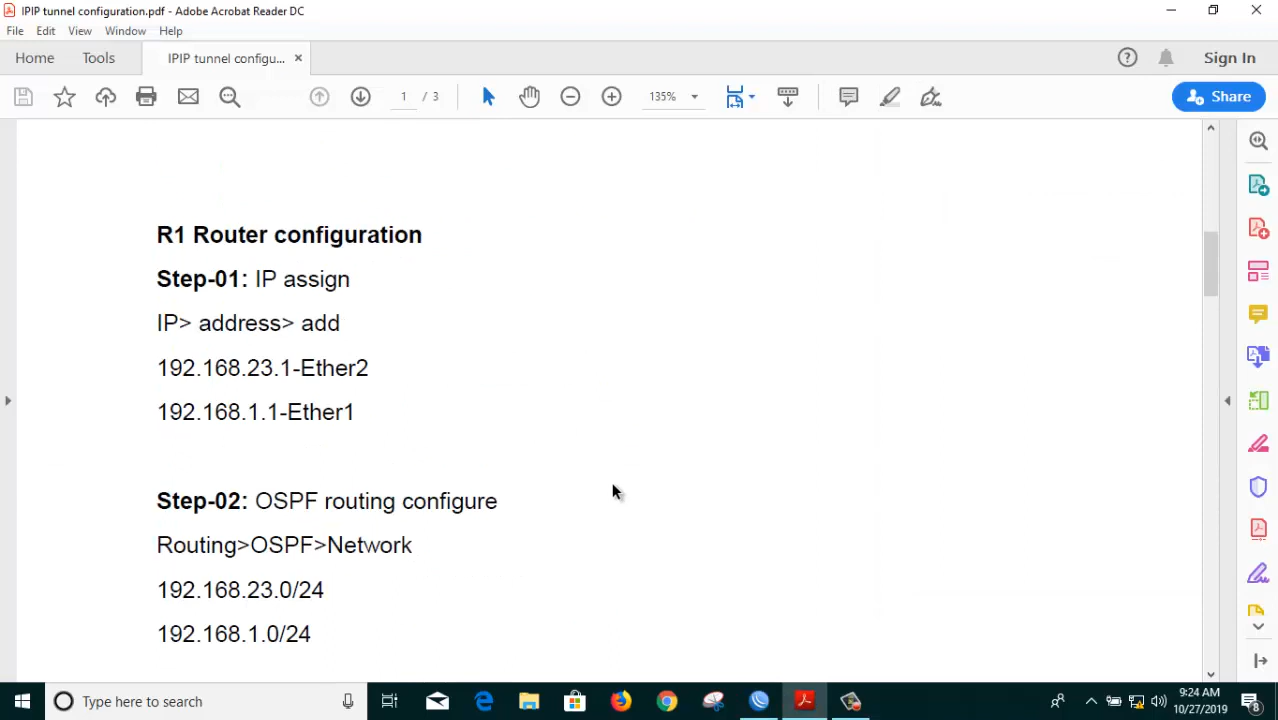 IPIP tunnel configuration.pdf - Adobe Acrobat Reader DC
File Edit View Window Help
Home Tools IPIP tunnel configu... × Sign In
1 / 3 135% Share
R1 Router configuration
Step-01: IP assign
IP> address> add
192.168.23.1-Ether2
192.168.1.1-Ether1
Step-02: OSPF routing configure
Routing>OSPF>Network
192.168.23.0/24
192.168.1.0/24
Type here to search
9:24 AM
10/27/2019
8